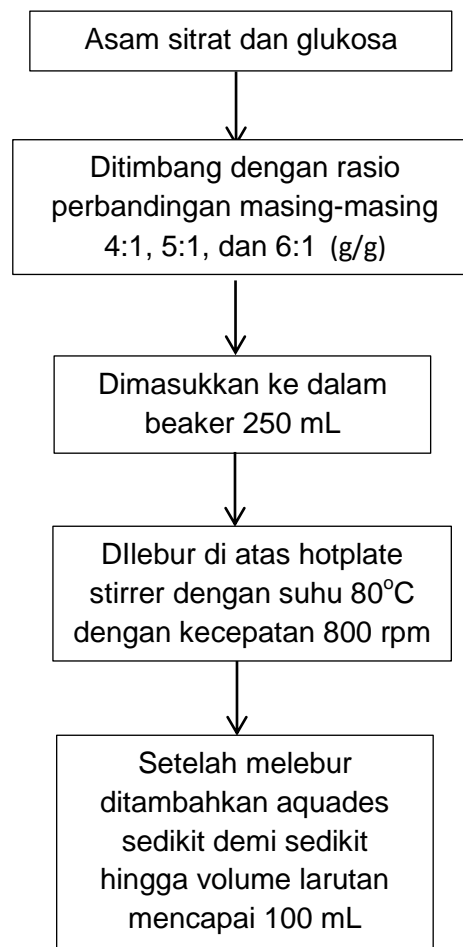 Asam sitrat dan glukosa
Ditimbang dengan rasio
perbandingan masing-masing
4:1, 5:1, dan 6:1 (g/g)
Dimasukkan ke dalam
beaker 250 mL
DIlebur di atas hotplate
stirrer dengan suhu 80°C
dengan kecepatan 800 rpm
Setelah melebur
ditambahkan aquades
sedikit demi sedikit
hingga volume larutan
mencapai 100 mL